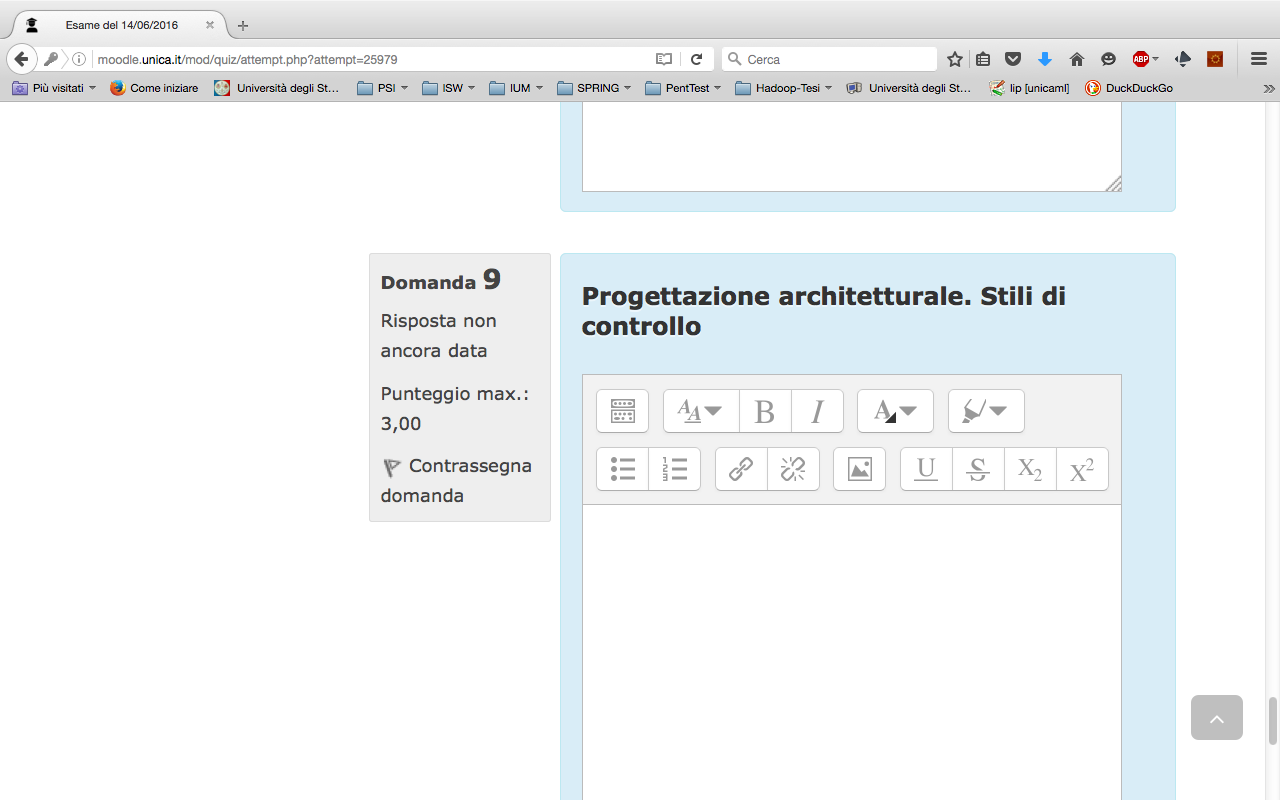 Esame del 14/06/2016
moodle.unica.it/mod/quiz/attempt.php?attempt=25979
Cerca
ABP
Più visitati
Come iniziare
Università degli St...
PSI
ISW
IUM
SPRING
PentTest
Hadoop-Tesi
Università degli St...
lip [unicaml]
DuckDuckGo
Domanda 9
Risposta non
ancora data
Punteggio max.:
3,00
Contrassegna
domanda
Progettazione architetturale. Stili di
controllo